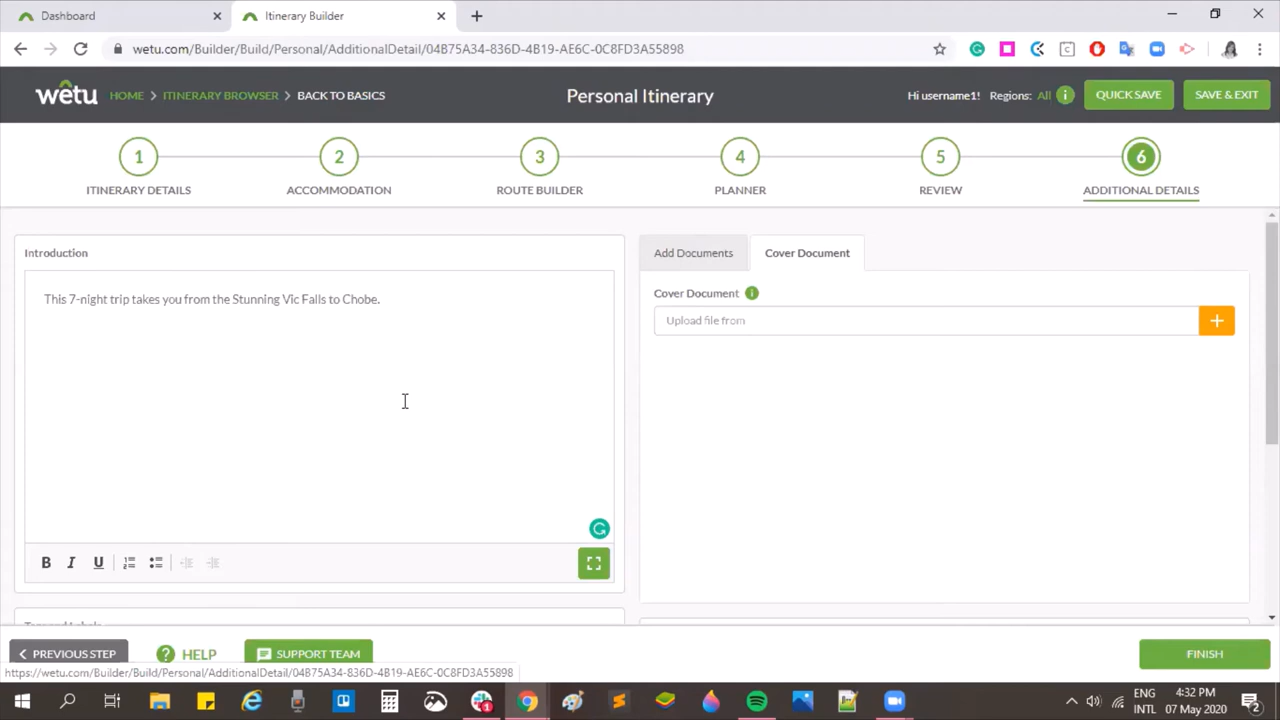 Dashboard
Itinerary Builder
wetu.com/Builder/Build/Personal/AdditionalDetail/04B75A34-836D-4B19-AE6C-0C8FD3A55898
wetu HOME > ITINERARY BROWSER > BACK TO BASICS
Personal Itinerary
Hi username1! Regions: All i
QUICK SAVE
SAVE & EXIT
1 2 3 4 5 6
ITINERARY DETAILS ACCOMMODATION ROUTE BUILDER PLANNER REVIEW ADDITIONAL DETAILS
Introduction
This 7-night trip takes you from the Stunning Vic Falls to Chobe.
B I U
Add Documents Cover Document
Cover Document i
Upload file from +
PREVIOUS STEP
? HELP
SUPPORT TEAM
FINISH
https://wetu.com/Builder/Build/Personal/AdditionalDetail/04B75A34-836D-4B19-AE6C-0C8FD3A55898
ENG
INTL
4:32 PM
07 May 2020
2